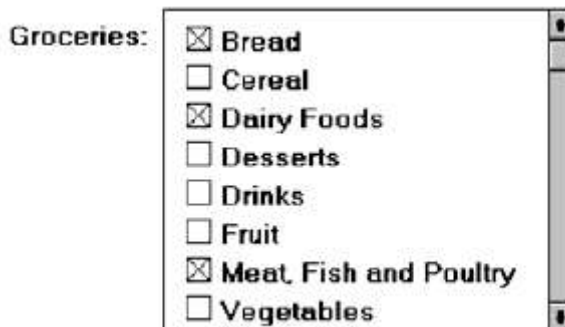 Groceries:
Bread
Cereal
Dairy Foods
Desserts
Drinks
Fruit
Meat, Fish and Poultry
Vegetables